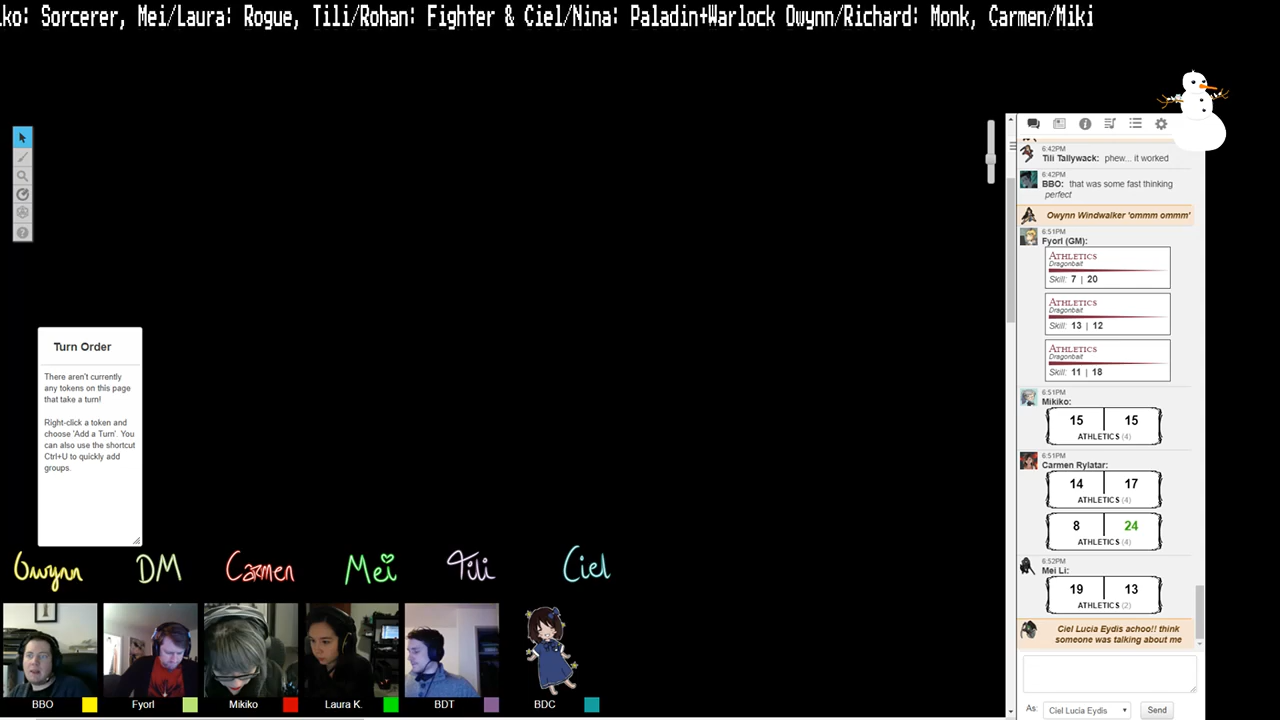 ko: Sorcerer, Mei/Laura: Rogue, Tili/Rohan: Fighter & Ciel/Nina: Paladin+Warlock Owynn/Richard: Monk, Carmen/Miki
6:42PM
Tili Tallywack: phew... it worked
6:42PM
BBO: that was some fast thinking
perfect
Owynn Windwalker 'ommm ommm'
6:51PM
Fyorl (GM):
ATHLETICS
Dragonbait
Skill: 7 | 20
ATHLETICS
Dragonbait
Skill: 13 | 12
ATHLETICS
Dragonbait
Skill: 11 | 18
6:51PM
Mikiko:
15 15
ATHLETICS (4)
6:51PM
Carmen Rylatar:
14 17
ATHLETICS (4)
8 24
ATHLETICS (4)
6:52PM
Mei Li:
19 13
ATHLETICS (2)
Ciel Lucia Eydis achoo!! think
someone was talking about me
As: Ciel Lucia Eydis Send
Turn Order
There aren't currently
any tokens on this page
that take a turn!
Right-click a token and
choose 'Add a Turn'. You
can also use the shortcut
Ctrl+U to quickly add
groups.
Owynn DM Carmen Mei Tili Ciel
BBO Fyorl Mikiko Laura K. BDT BDC